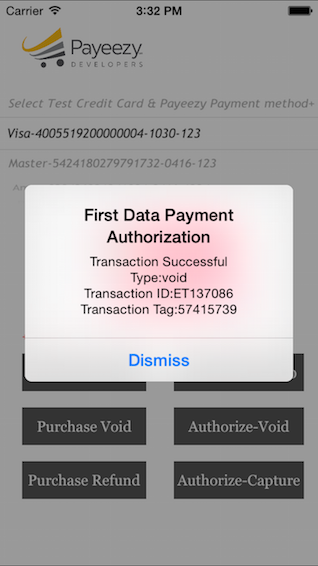 Carrier 3:32 PM
Payeezy
DEVELOPERS
Select Test Credit Card & Payeezy Payment method+
Visa-4005519200000004-1030-123
Master-5424180279791732-0416-123
First Data Payment
Authorization
Transaction Successful
Type:void
Transaction ID:ET137086
Transaction Tag:57415739
Dismiss
Purchase Void Authorize-Void
Purchase Refund Authorize-Capture